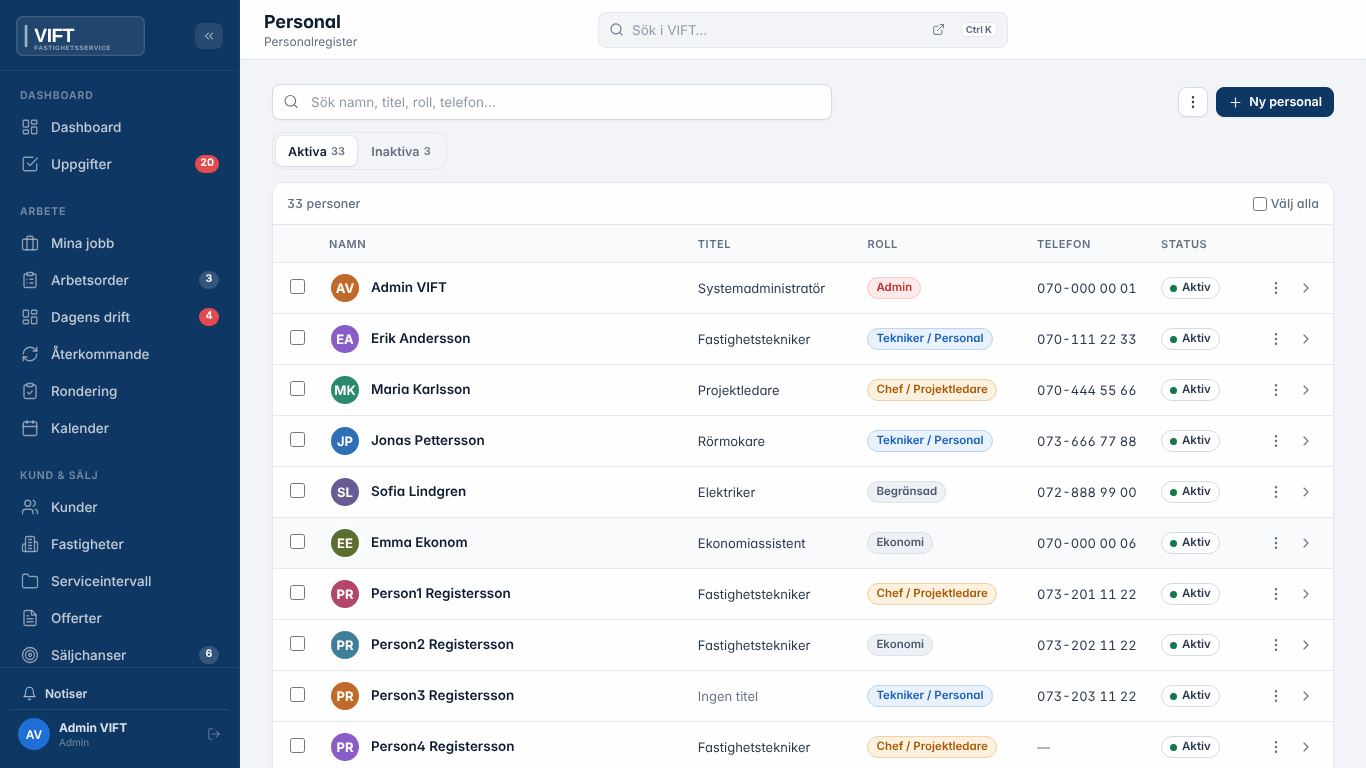 VIFT
FASTIGHETSSERVICE
DASHBOARD
Dashboard
Uppgifter 20
ARBETE
Mina jobb
Arbetsorder 3
Dagens drift 4
Återkommande
Rondering
Kalender
KUND & SÄLJ
Kunder
Fastigheter
Serviceintervall
Offerter
Säljchanser 6
Notiser
AV Admin VIFT
Admin
Personal
Personalregister
Sök i VIFT... Ctrl K
Sök namn, titel, roll, telefon...
Ny personal
Aktiva 33 Inaktiva 3
33 personer Välj alla
NAMN TITEL ROLL TELEFON STATUS
AV Admin VIFT Systemadministratör Admin 070-000 00 01 Aktiv
EA Erik Andersson Fastighetstekniker Tekniker / Personal 070-111 22 33 Aktiv
MK Maria Karlsson Projektledare Chef / Projektledare 070-444 55 66 Aktiv
JP Jonas Pettersson Rörmokare Tekniker / Personal 073-666 77 88 Aktiv
SL Sofia Lindgren Elektriker Begränsad 072-888 99 00 Aktiv
EE Emma Ekonom Ekonomiassistent Ekonomi 070-000 00 06 Aktiv
PR Person1 Registersson Fastighetstekniker Chef / Projektledare 073-201 11 22 Aktiv
PR Person2 Registersson Fastighetstekniker Ekonomi 073-202 11 22 Aktiv
PR Person3 Registersson Ingen titel Tekniker / Personal 073-203 11 22 Aktiv
PR Person4 Registersson Fastighetstekniker Chef / Projektledare — Aktiv